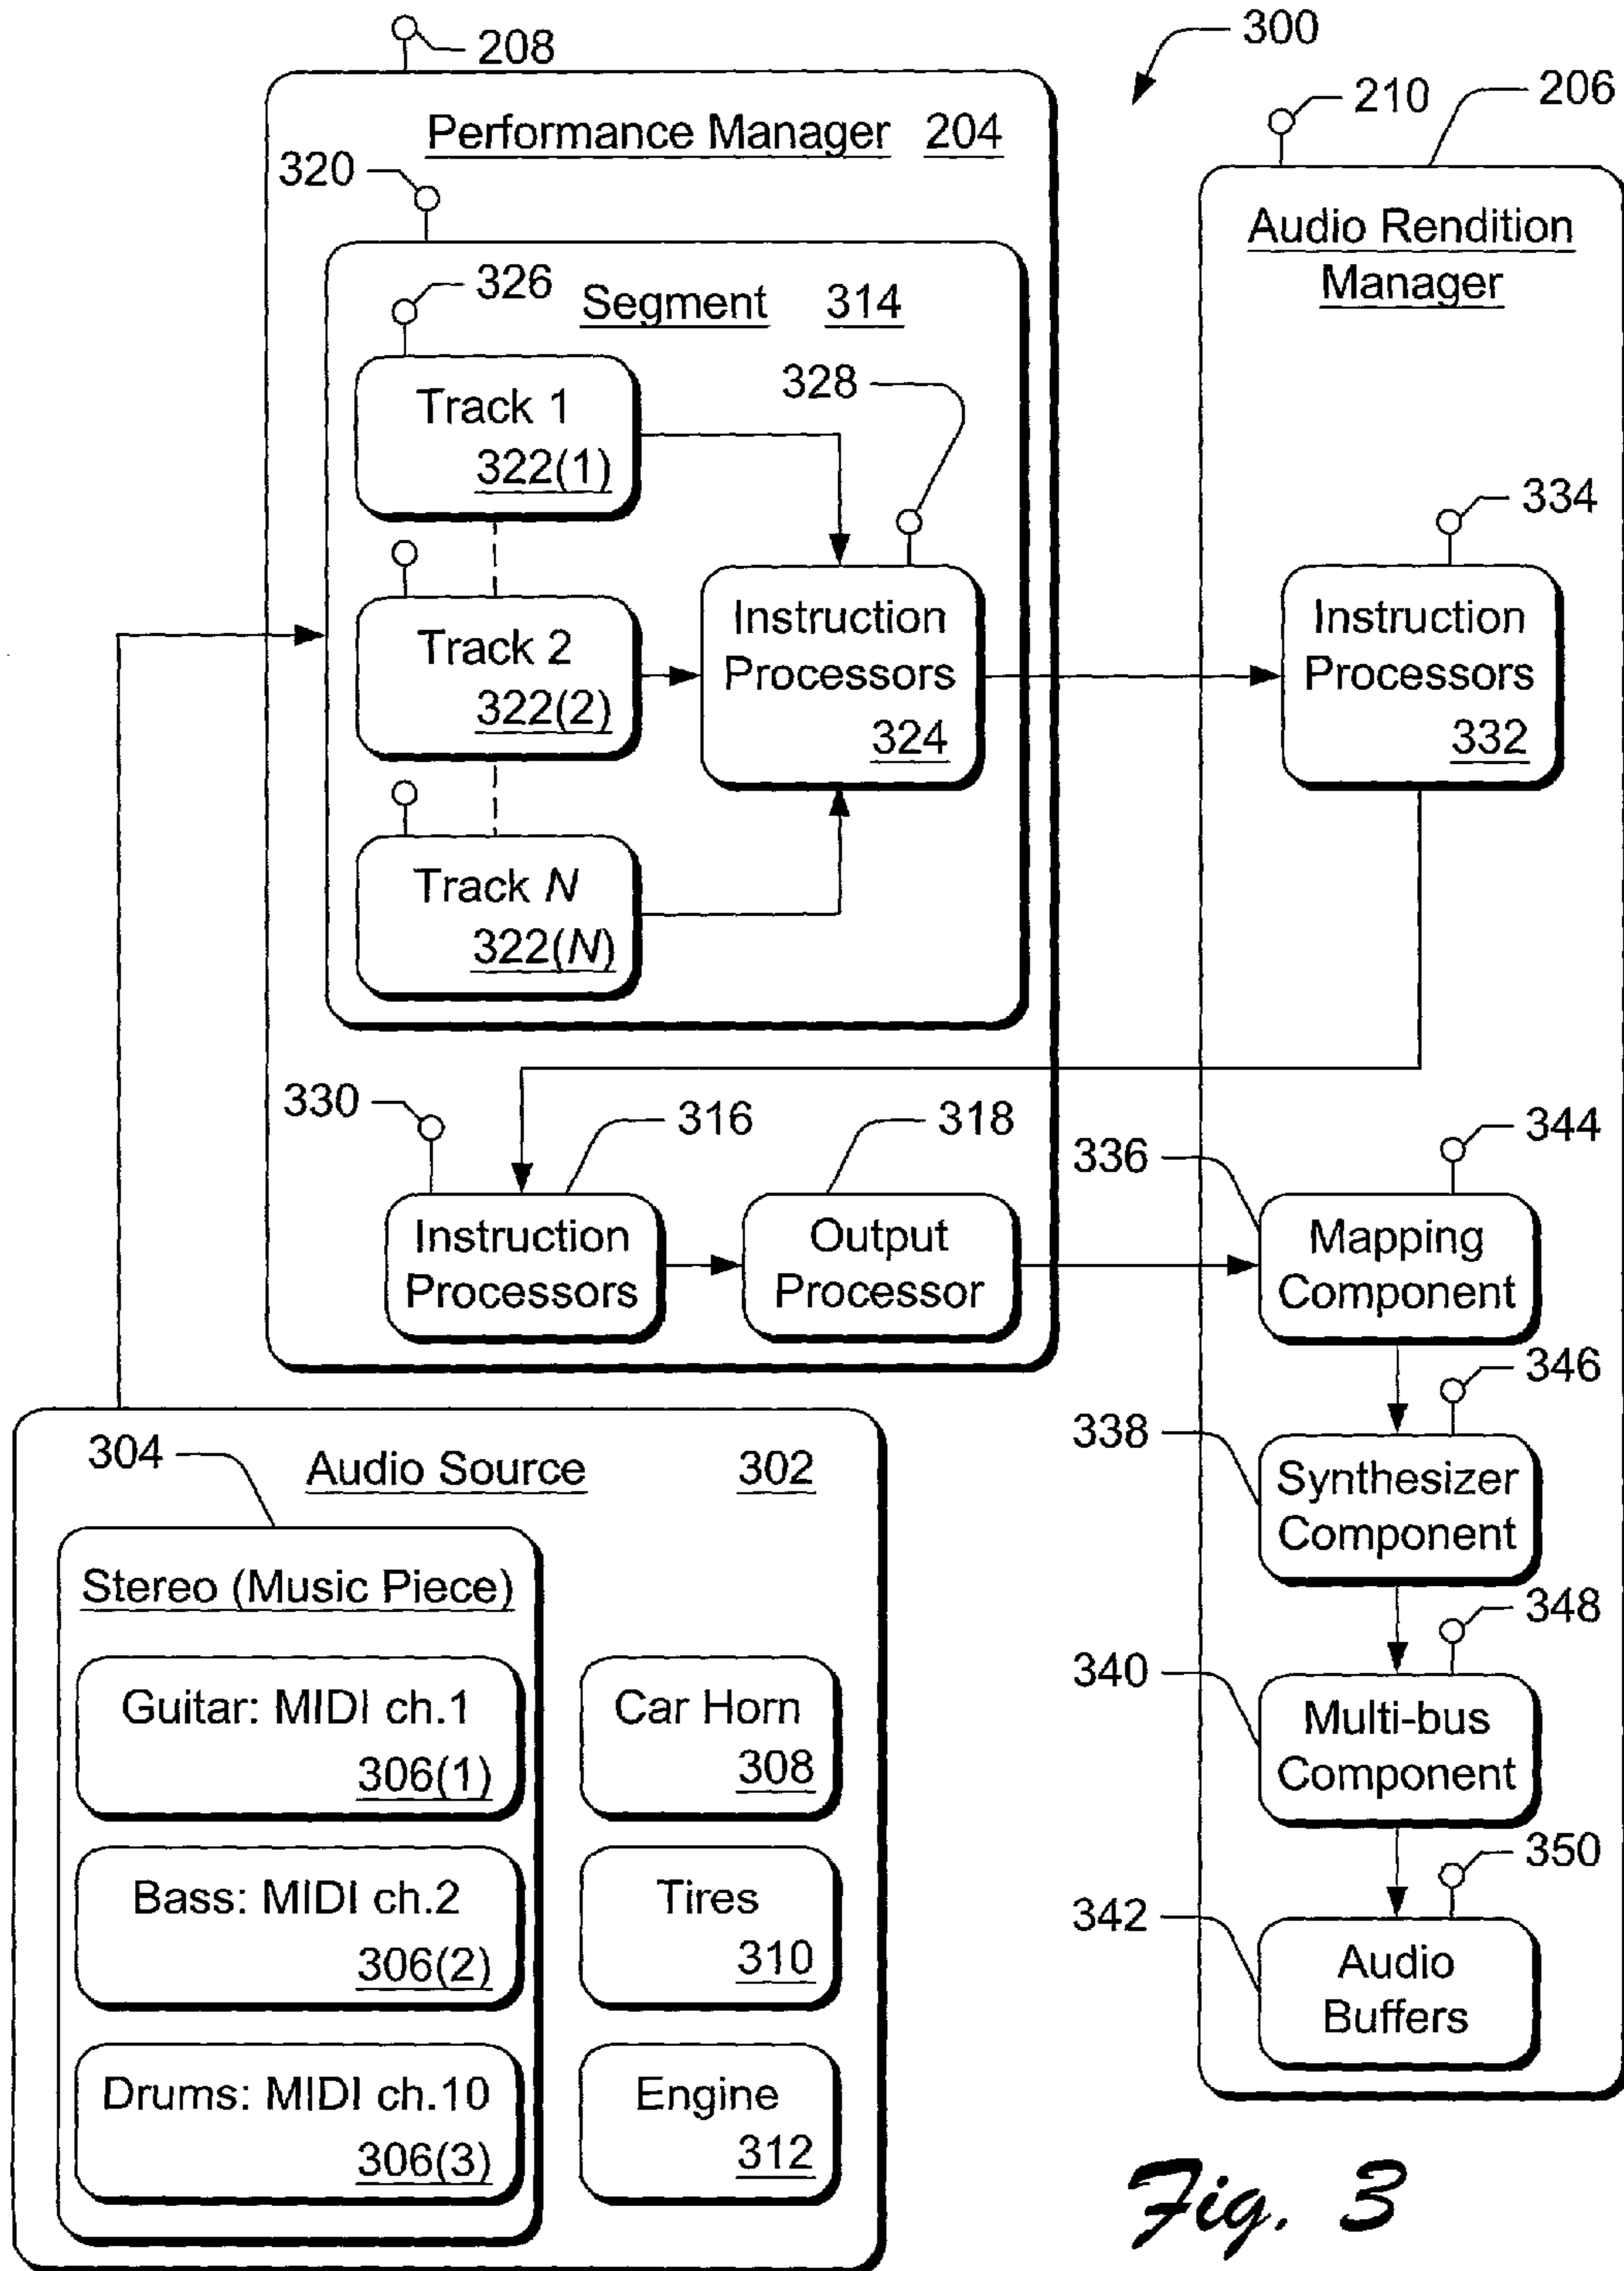 208
300
210
206
Performance Manager 204
320
Audio Rendition
Manager
326
Segment 314
328
Track 1
322(1)
334
Track 2
322(2)
Instruction
Processors
324
Instruction
Processors
332
Track N
322(N)
330
316
318
344
336
Instruction
Processors
Output
Processor
Mapping
Component
346
338
Synthesizer
Component
304
Audio Source 302
Stereo (Music Piece)
348
340
Multi-bus
Component
Guitar: MIDI ch.1
306(1)
Car Horn
308
350
342
Audio
Buffers
Bass: MIDI ch.2
306(2)
Tires
310
Drums: MIDI ch.10
306(3)
Engine
312
Fig. 3